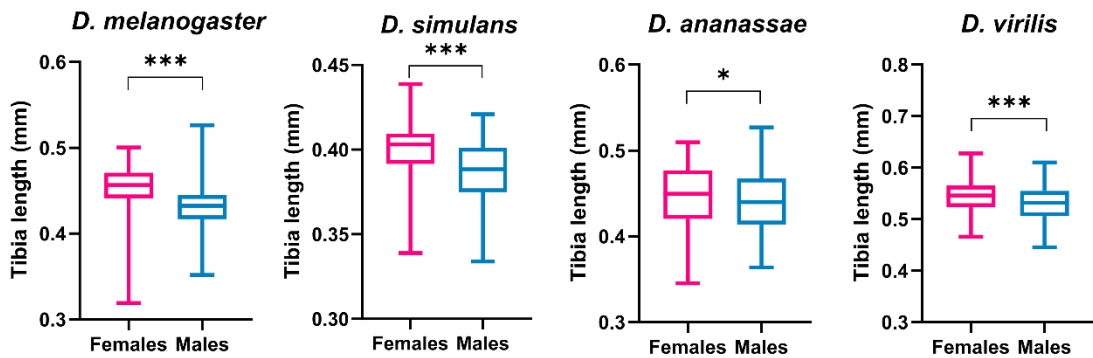 D. melanogaster
***
Tibia length (mm)
0.6
0.5
0.4
0.3
Females Males
D. simulans
***
Tibia length (mm)
0.45
0.40
0.35
0.30
Females Males
D. ananassae
*
Tibia length (mm)
0.6
0.5
0.4
0.3
Females Males
D. virilis
***
Tibia length (mm)
0.8
0.7
0.6
0.5
0.4
0.3
Females Males